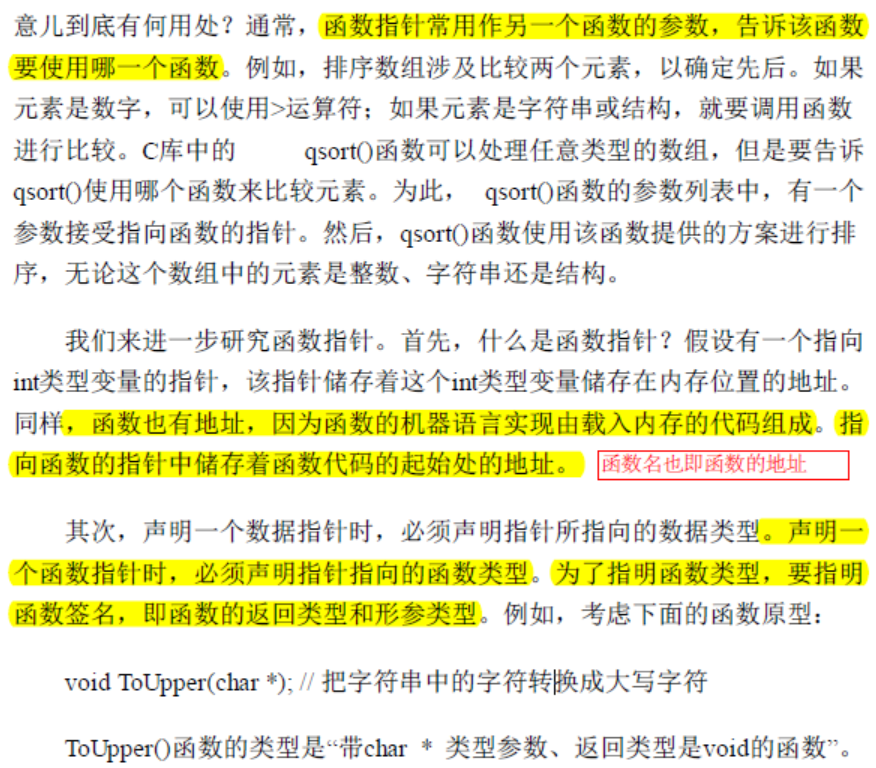 意儿到底有何用处？通常，函数指针常用作另一个函数的参数，告诉该函数
要使用哪一个函数。例如，排序数组涉及比较两个元素，以确定先后。如果
元素是数字，可以使用>运算符；如果元素是字符串或结构，就要调用函数
进行比较。C库中的 qsort()函数可以处理任意类型的数组，但是要告诉
qsort()使用哪个函数来比较元素。为此， qsort()函数的参数列表中，有一个
参数接受指向函数的指针。然后，qsort()函数使用该函数提供的方案进行排
序，无论这个数组中的元素是整数、字符串还是结构。
我们来进一步研究函数指针。首先，什么是函数指针？假设有一个指向
int类型变量的指针，该指针储存着这个int类型变量储存在内存位置的地址。
同样，函数也有地址，因为函数的机器语言实现由载入内存的代码组成。指
向函数的指针中储存着函数代码的起始处的地址。 函数名也即函数的地址
其次，声明一个数据指针时，必须声明指针所指向的数据类型。声明一
个函数指针时，必须声明指针指向的函数类型。为了指明函数类型，要指明
函数签名，即函数的返回类型和形参类型。例如，考虑下面的函数原型：
void ToUpper(char *); // 把字符串中的字符转换成大写字符
ToUpper()函数的类型是“带char * 类型参数、返回类型是void的函数”。